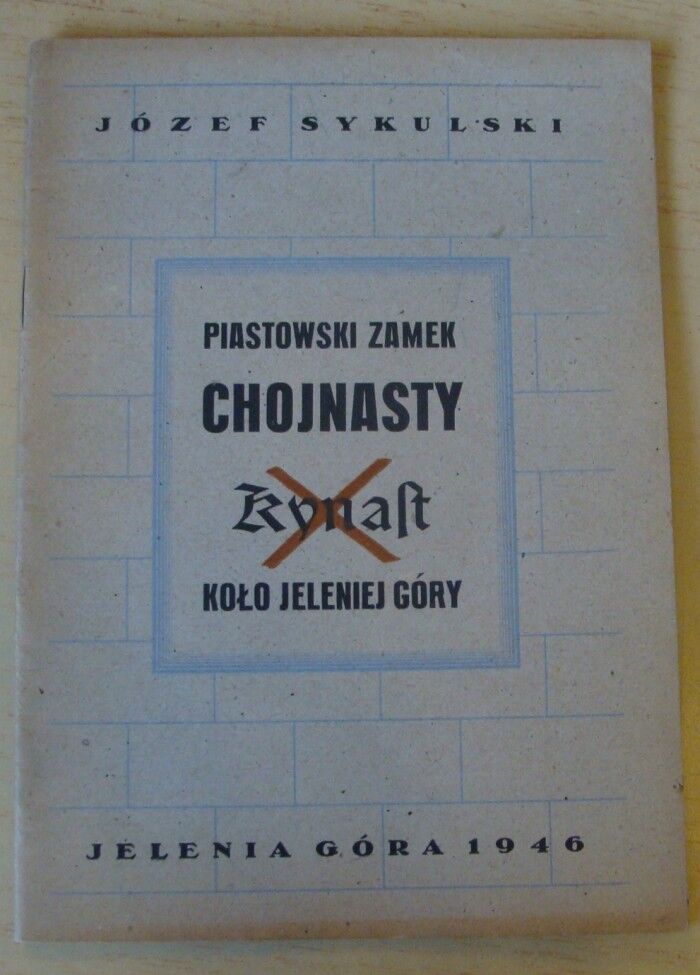 JÓZEF SYKULSKI
PIASTOWSKI ZAMEK
CHOJNASTY
Kynast
KOŁO JELENIEJ GÓRY
JELENIA GÓRA 1946